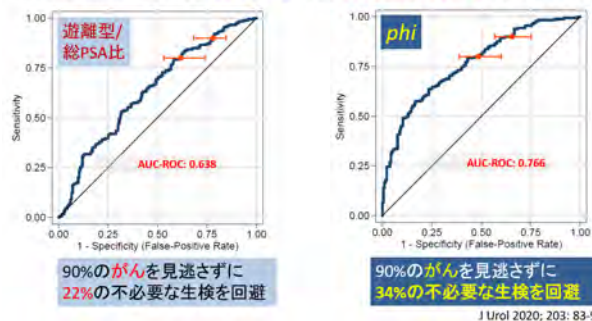 遊離型/
総PSA比
phi
1.00
0.75
0.50
0.25
0.00
Sensitivity
AUC-ROC: 0.638
0.00
0.25
0.50
0.75
1.00
1 - Specificity (False-Positive Rate)
1.00
0.75
0.50
0.25
0.00
Sensitivity
AUC-ROC: 0.766
0.00
0.25
0.50
0.75
1.00
1 - Specificity (False-Positive Rate)
90%のがんを見逃さずに
22%の不必要な生検を回避
90%のがんを見逃さずに
34%の不必要な生検を回避
J Urol 2020; 203: 83-